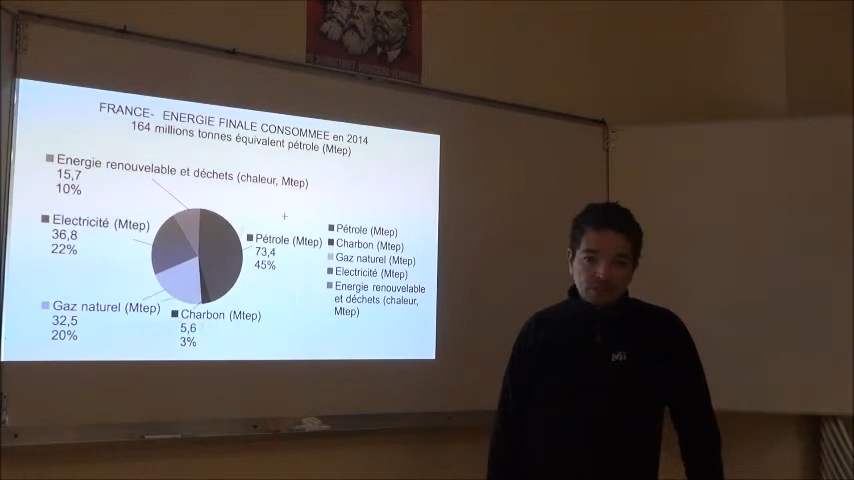 FRANCE- ENERGIE FINALE CONSOMMEE en 2014
164 millions tonnes équivalent pétrole (Mtep)
Energie renouvelable et déchets (chaleur, Mtep)
15,7
10%
Electricité (Mtep)
36,8
22%
Pétrole (Mtep)
73,4
45%
Gaz naturel (Mtep)
32,5
20%
Charbon (Mtep)
5,6
3%
+
Pétrole (Mtep)
Charbon (Mtep)
Gaz naturel (Mtep)
Electricité (Mtep)
Energie renouvelable
et déchets (chaleur,
Mtep)